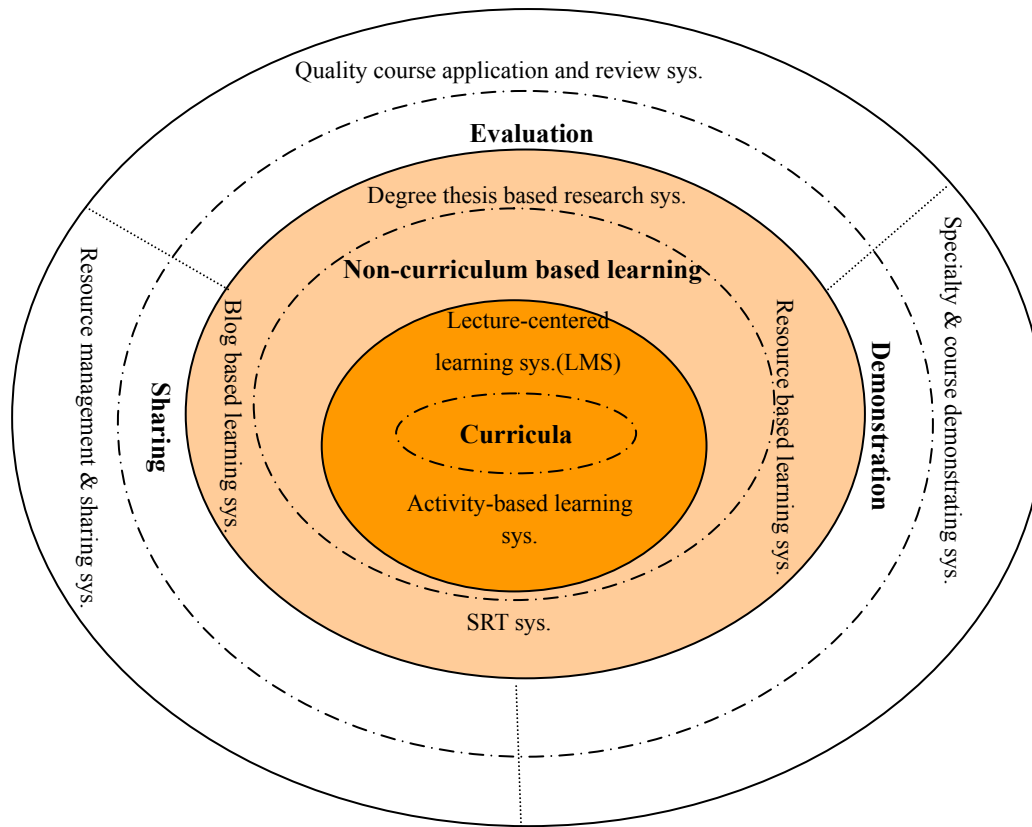 Quality course application and review sys.
Evaluation
Degree thesis based research sys.
Non-curriculum based learning
Lecture-centered
learning sys.(LMS)
Curricula
Activity-based learning
sys.
SRT sys.
Resource management & sharing sys.
Sharing
Blog based learning sys.
Resource based learning sys.
Demonstration
Specialty & course demonstrating sys.